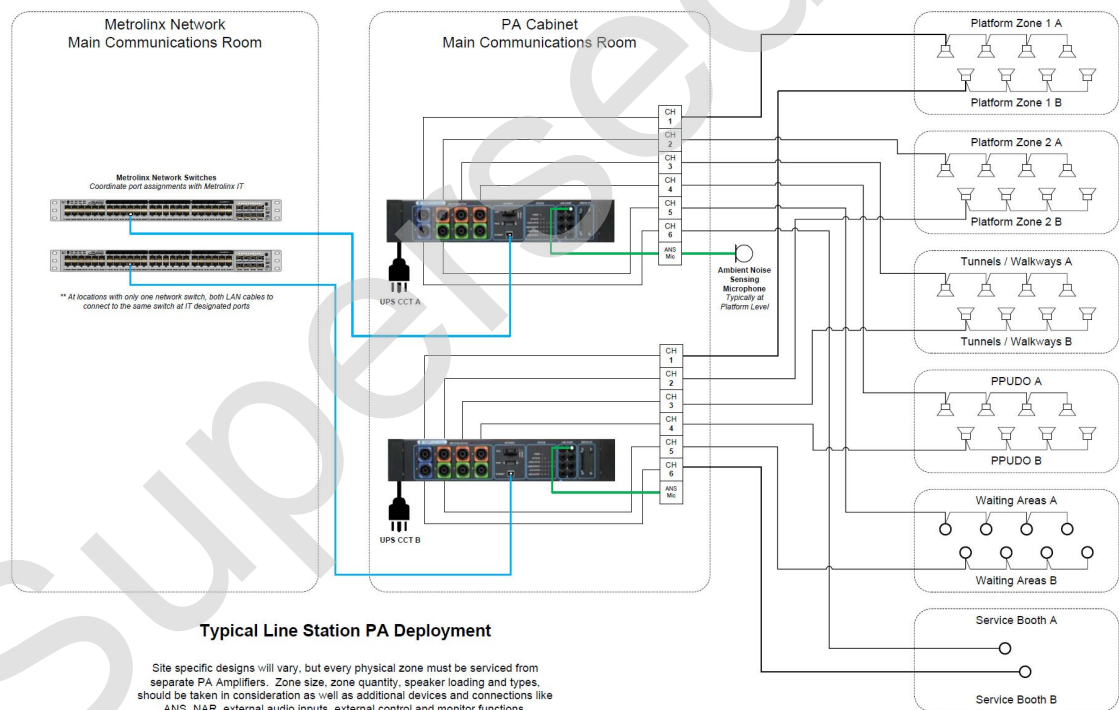 Metrolinx Network
Main Communications Room
Metrolinx Network Switches
Coordinate port assignments with Metrolinx IT
** At locations with only one network switch, both LAN cables to
connect to the same switch at IT designated ports
PA Cabinet
Main Communications Room
CH
1
CH
2
CH
3
CH
4
CH
5
CH
6
ANS
Mic
UPS CCT A
Ambient Noise
Sensing
Microphone
Typically at
Platform Level
CH
1
CH
2
CH
3
CH
4
CH
5
CH
6
ANS
Mic
UPS CCT B
Platform Zone 1 A
Platform Zone 1 B
Platform Zone 2 A
Platform Zone 2 B
Tunnels / Walkways A
Tunnels / Walkways B
PPUDO A
PPUDO B
Waiting Areas A
Waiting Areas B
Service Booth A
Service Booth B
Typical Line Station PA Deployment
Site specific designs will vary, but every physical zone must be serviced from
separate PA Amplifiers. Zone size, zone quantity, speaker loading and types,
should be taken in consideration as well as additional devices and connections like
ANS, NAR, external audio inputs, external control and monitor functions
Superse